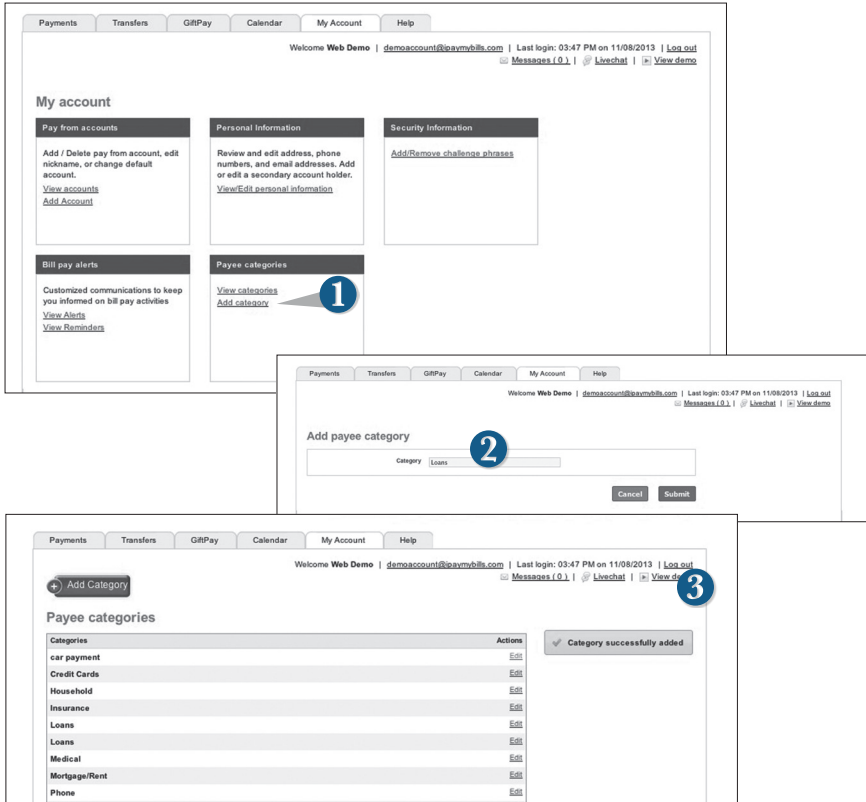 Payments Transfers GiftPay Calendar My Account Help
Welcome Web Demo | demoaccount@ipaymybills.com | Last login: 03:47 PM on 11/08/2013 | Log out
Messages ( 0 ) | Livechat | View demo
My account
Pay from accounts
Add / Delete pay from account, edit
nickname, or change default
account.
View accounts
Add Account
Personal Information
Review and edit address, phone
numbers, and email addresses. Add
or edit a secondary account holder.
View/Edit personal information
Security Information
Add/Remove challenge phrases
Bill pay alerts
Customized communications to keep
you informed on bill pay activities
View Alerts
View Reminders
Payee categories
View categories
Add category
1
Payments Transfers GiftPay Calendar My Account Help
Welcome Web Demo | demoaccount@ipaymybills.com | Last login: 03:47 PM on 11/08/2013 | Log out
Messages ( 0 ) | Livechat | View demo
Add payee category
2
Category Loans
Cancel Submit
Payments Transfers GiftPay Calendar My Account Help
Welcome Web Demo | demoaccount@ipaymybills.com | Last login: 03:47 PM on 11/08/2013 | Log out
Messages ( 0 ) | Livechat | View
3
+ Add Category
Payee categories
Categories Actions
car payment Edit
Credit Cards Edit
Household Edit
Insurance Edit
Loans Edit
Loans Edit
Medical Edit
Mortgage/Rent Edit
Phone Edit
Category successfully added